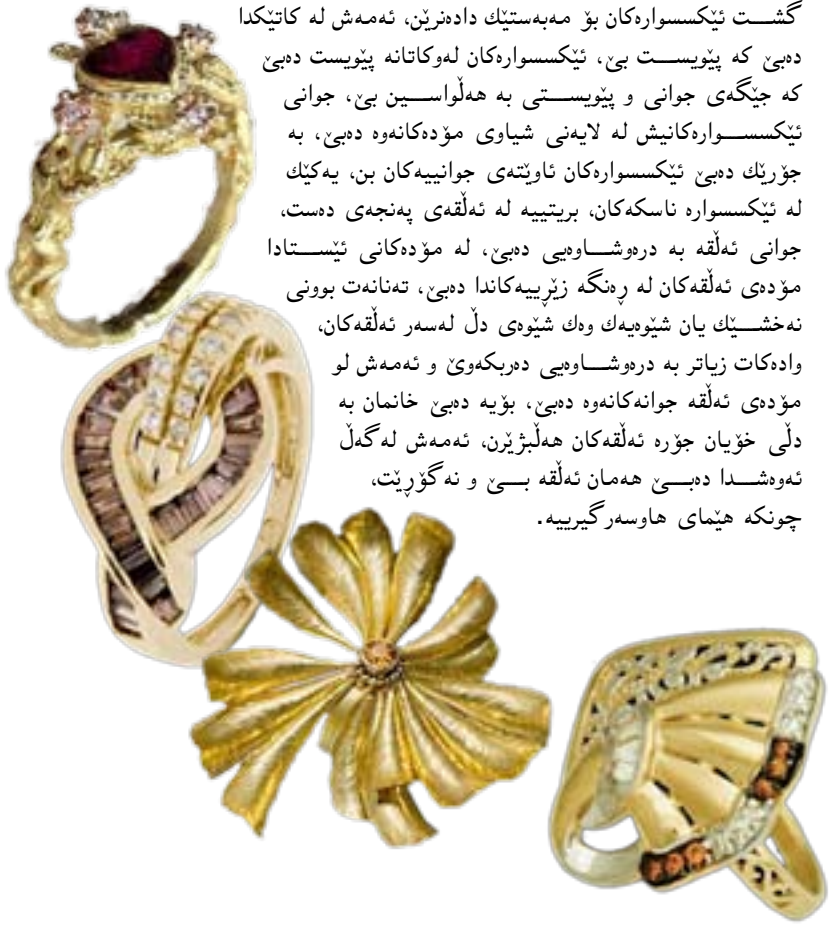 گشت ئێکسسوارەکان بۆ مەبەستێك دادەنرێن، ئەمەش لە کاتێکدا
دەبێ کە پێویست بێ، ئێکسسوارەکان لەوکاتانە پێویست دەبێ
کە جێگەی جوانی و پێویستی بە هەڵواسین بێ، جوانی
ئێکسسوارەکانیش لە لایەنی شیاوی مۆدەکانەوە دەبێ، بە
جۆرێك دەبێ ئێکسسوارەکان ئاوێتەی جوانییەکان بن، یەکێك
لە ئێکسسوارە ناسکەکان، بریتییە لە ئەڵقەی پەنجەی دەست،
جوانی ئەڵقە بە درەوشاوەیی دەبێ، لە مۆدەکانی ئێستادا
مۆدەی ئەڵقەکان لە ڕەنگە زێڕییەکاندا دەبێ، تەنانەت بوونی
نەخشێك یان شێوەیەك وەك شێوەی دڵ لەسەر ئەڵقەکان،
وادەکات زیاتر بە درەوشاوەیی دەربکەوێ و ئەمەش لو
مۆدەی ئەڵقە جوانەکانەوە دەبێ، بۆیە دەبێ خانمان بە
دڵی خۆیان جۆرە ئەڵقەکان هەڵبژێرن، ئەمەش لەگەڵ
ئەوەشدا دەبێ هەمان ئەڵقە بێ و نەگۆڕێت،
چونکە هێمای هاوسەرگیرییە.